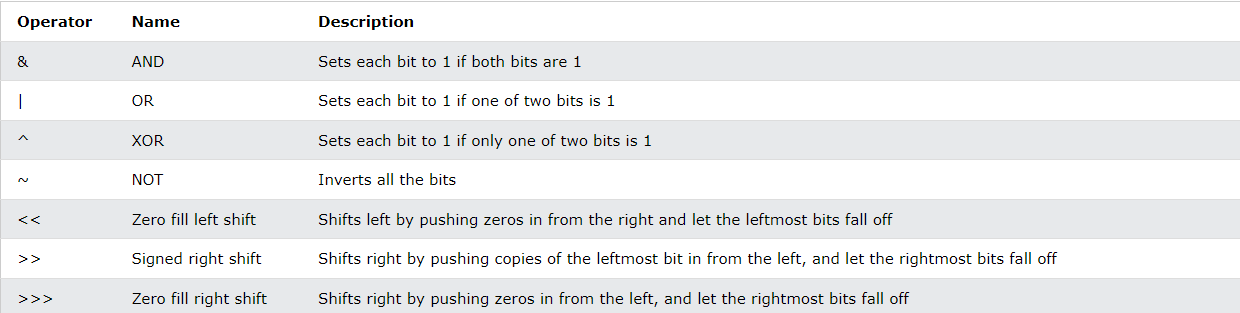 Operator Name Description
& AND Sets each bit to 1 if both bits are 1
| OR Sets each bit to 1 if one of two bits is 1
^ XOR Sets each bit to 1 if only one of two bits is 1
~ NOT Inverts all the bits
<< Zero fill left shift Shifts left by pushing zeros in from the right and let the leftmost bits fall off
>> Signed right shift Shifts right by pushing copies of the leftmost bit in from the left, and let the rightmost bits fall off
>>> Zero fill right shift Shifts right by pushing zeros in from the left, and let the rightmost bits fall off